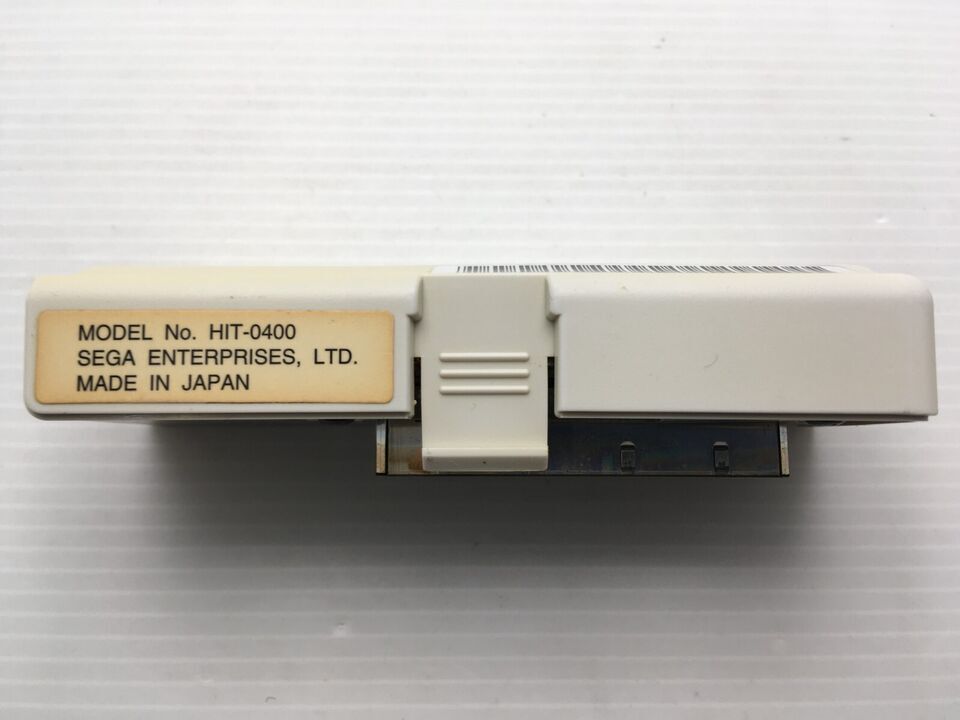 MODEL No. HIT-0400
SEGA ENTERPRISES, LTD.
MADE IN JAPAN